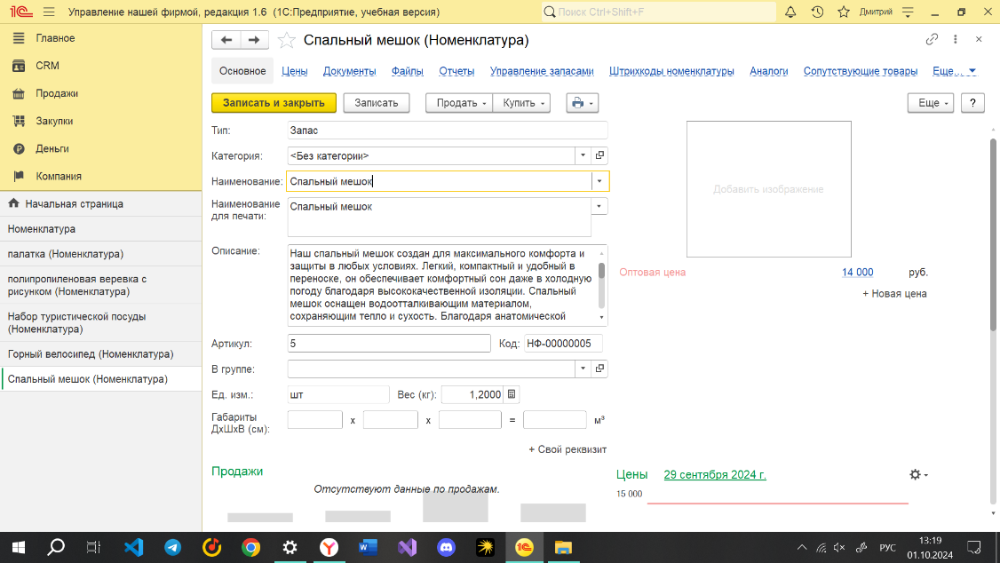 1С Управление нашей фирмой, редакция 1.6 (1С:Предприятие, учебная версия) Поиск Ctrl+Shift+F Дмитрий
Главное
CRM
Продажи
Закупки
Деньги
Компания
Начальная страница
Номенклатура
палатка (Номенклатура)
полипропиленовая веревка с
рисунком (Номенклатура)
Набор туристической посуды
(Номенклатура)
Горный велосипед (Номенклатура)
Спальный мешок (Номенклатура)
Спальный мешок (Номенклатура)
Основное Цены Документы Файлы Отчеты Управление запасами Штрихкоды номенклатуры Аналоги Сопутствующие товары Еще...
Записать и закрыть Записать Продать Купить Еще ?
Тип: Запас
Категория: <Без категории>
Наименование: Спальный мешок
Наименование
для печати: Спальный мешок
Описание: Наш спальный мешок создан для максимального комфорта и
защиты в любых условиях. Легкий, компактный и удобный в
переноске, он обеспечивает комфортный сон даже в холодную
погоду благодаря высококачественной изоляции. Спальный
мешок оснащен водоотталкивающим материалом,
сохраняющим тепло и сухость. Благодаря анатомической
Артикул: 5 Код: НФ-00000005
В группе:
Ед. изм.: шт Вес (кг): 1,2000
Габариты
ДхШхВ (см): x x = м³
+ Свой реквизит
Добавить изображение
Оптовая цена 14 000 руб.
+ Новая цена
Продажи
Отсутствуют данные по продажам.
Цены 29 сентября 2024 г.
15 000
РУС 13:19
01.10.2024